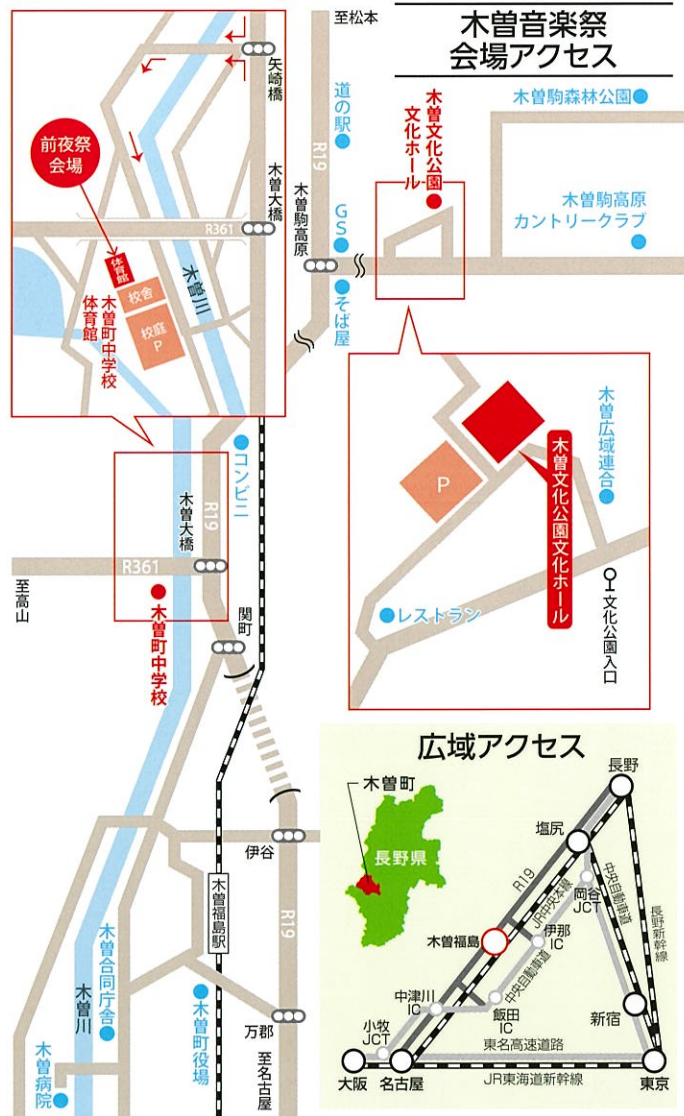 木曽音楽祭
会場アクセス
至松本
矢崎橋
道の駅
木曽文化公園
文化ホール
木曽駒森林公園
前夜祭
会場
木曽大橋
R19
木曽駒高原
GS
木曽駒高原
カントリークラブ
R361
体育館
校舎
校庭
P
木曽川
木曽町中学校
体育館
そば屋
コンビニ
木曽大橋
R19
R361
至高山
木曽町中学校
関町
P
木曽文化公園文化ホール
木曽広域連合
レストラン
文化公園入口
伊谷
木曽福島駅
R19
木曽合同庁舎
木曽川
木曽町役場
万郡
木曽病院
至名古屋
広域アクセス
木曽町
長野県
長野
塩尻
R19
JR中央本線
岡谷
JCT
中央自動車道
長野新幹線
木曽福島
伊那
IC
中央自動車道
中津川
IC
飯田
IC
新宿
小牧
JCT
東名高速道路
大阪
名古屋
JR東海道新幹線
東京